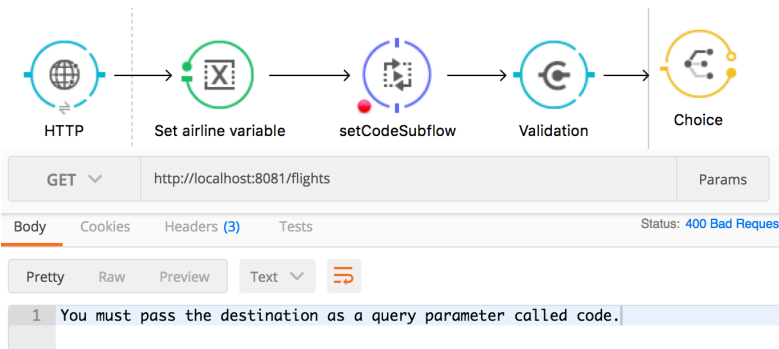 HTTP
Set airline variable
setCodeSubflow
Validation
Choice
GET http://localhost:8081/flights Params
Body Cookies Headers (3) Tests Status: 400 Bad Reques
Pretty Raw Preview Text
1 You must pass the destination as a query parameter called code.